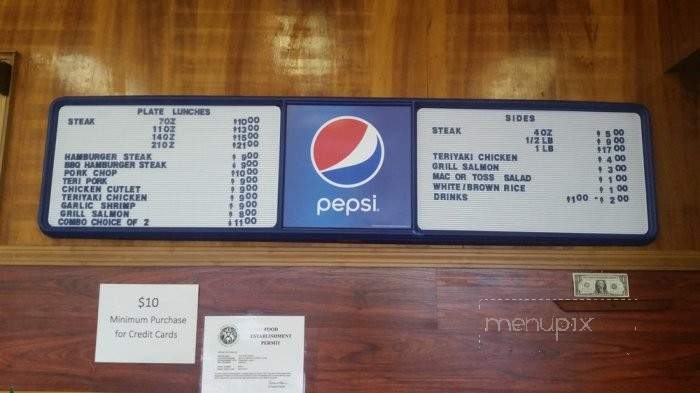 PLATE LUNCHES
STEAK 7OZ $10 00
11OZ $13 00
14OZ $15 00
21OZ $21 00
HAMBURGER STEAK $ 9 00
BBQ HAMBURGER STEAK $ 9 00
PORK CHOP $10 00
TERI PORK $ 9 00
CHICKEN CUTLET $ 9 00
TERIYAKI CHICKEN $ 9 00
GARLIC SHRIMP $ 9 00
GRILL SALMON $ 8 00
COMBO CHOICE OF 2 $11 00
pepsi
SIDES
STEAK 4OZ $ 5 00
1/2 LB $ 9 00
1 LB $17 00
TERIYAKI CHICKEN $ 4 00
GRILL SALMON $ 3 00
MAC OR TOSS SALAD $ 1 00
WHITE/BROWN RICE $ 1 00
DRINKS $1 00 - $ 2 00
$10
Minimum Purchase
for Credit Cards
FOOD
ESTABLISHMENT
PERMIT
menupix